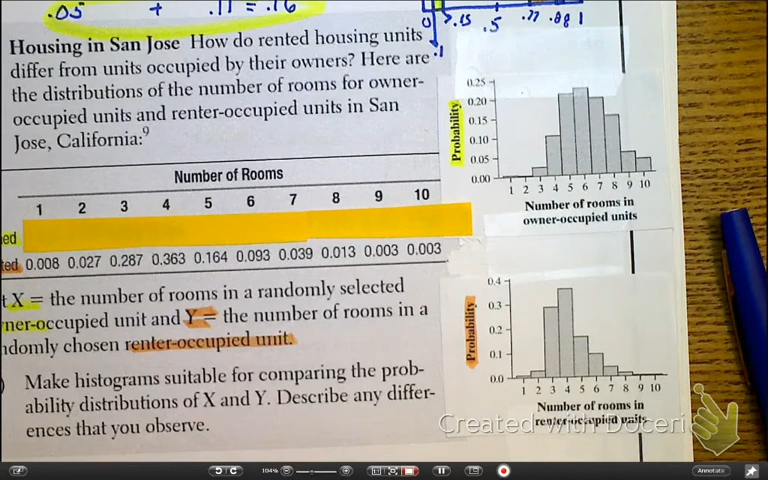 .05 + .11 = .16
0 .25 .5 .77 .881 1
.1
Housing in San Jose How do rented housing units
differ from units occupied by their owners? Here are
the distributions of the number of rooms for owner-
occupied units and renter-occupied units in San
Jose, California:9
Number of Rooms
1 2 3 4 5 6 7 8 9 10
ed
ted 0.008 0.027 0.287 0.363 0.164 0.093 0.039 0.013 0.003 0.003
t X = the number of rooms in a randomly selected
ner-occupied unit and Y = the number of rooms in a
ndomly chosen renter-occupied unit.
) Make histograms suitable for comparing the prob-
ability distributions of X and Y. Describe any differ-
ences that you observe.
Probability
0.25
0.20
0.15
0.10
0.05
0.00
1 2 3 4 5 6 7 8 9 10
Number of rooms in
owner-occupied units
Probability
0.4
0.3
0.2
0.1
0.0
1 2 3 4 5 6 7 8 9 10
Number of rooms in
renter-occupied units
Created with Doceri
104%
Annotate